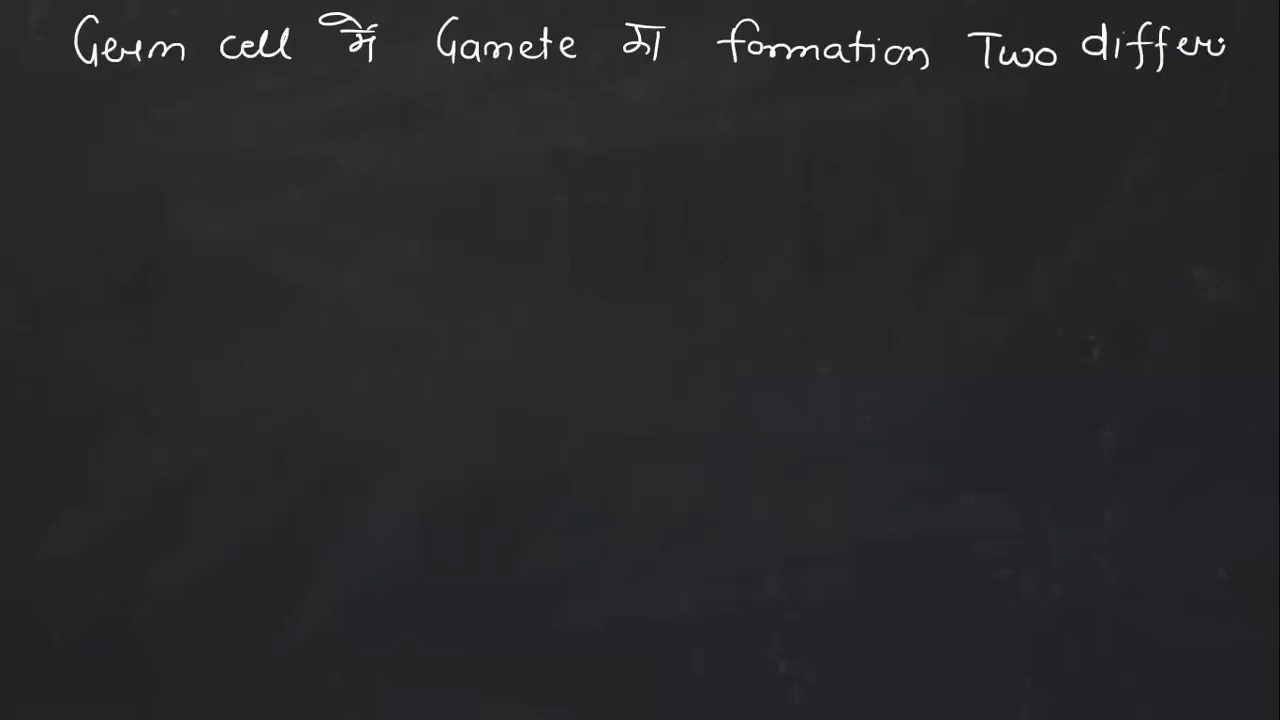 Germ cell में Gamete का formation Two differ